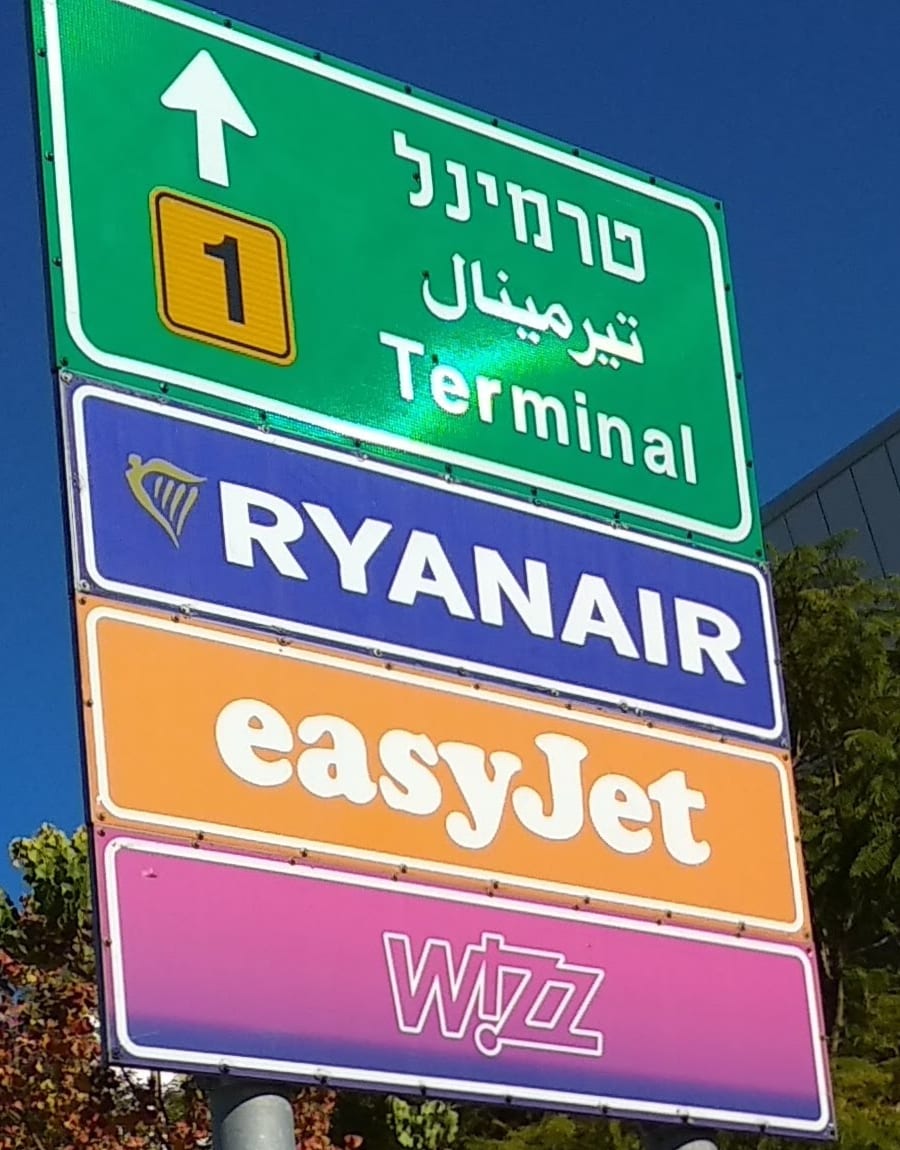 1
טרמינל
تيرمينال
Terminal
RYANAIR
easyJet
WIZZ